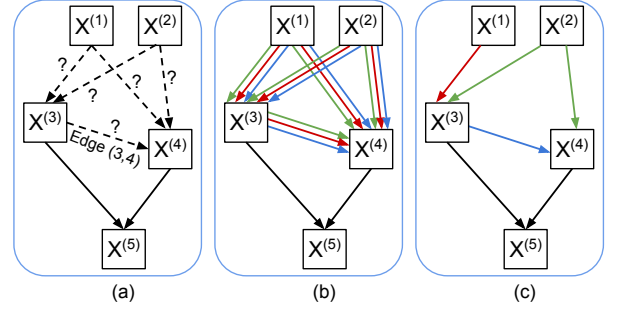 X(1) X(2) X(1) X(2) X(1) X(2)
? ? ? ?
X(3) ? X(4) X(3) X(4) X(3) X(4)
Edge (3,4)
X(5) X(5) X(5)
(a) (b) (c)